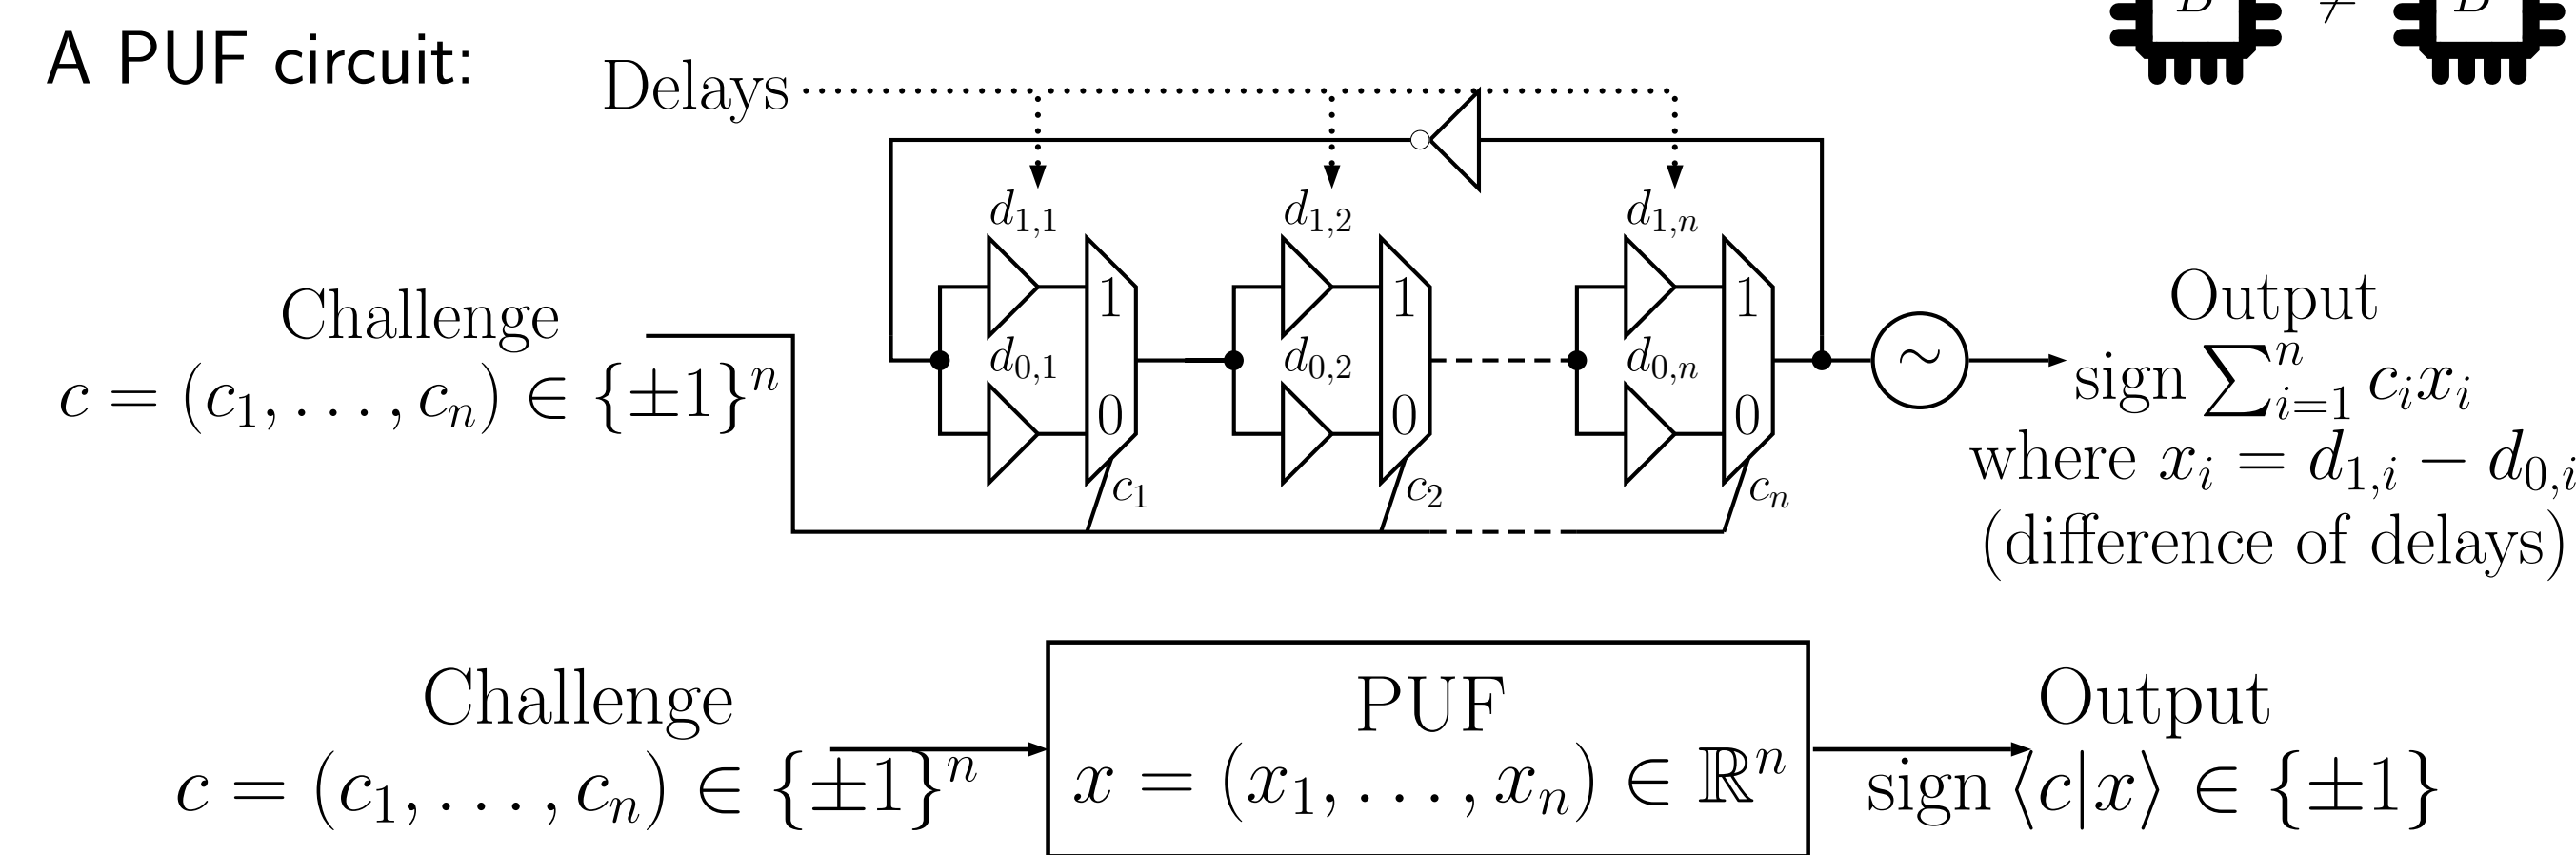 A PUF circuit:
B ≠ B
Delays
d_{1,1} d_{1,2} d_{1,n}
1 1 1
d_{0,1} d_{0,2} d_{0,n}
0 0 0
c_1 c_2 c_n
Challenge
c = (c_1, . . . , c_n) ∈ {±1}^n
~
Output
sign ∑_{i=1}^n c_i x_i
where x_i = d_{1,i} − d_{0,i}
(difference of delays)
Challenge
c = (c_1, . . . , c_n) ∈ {±1}^n
PUF
x = (x_1, . . . , x_n) ∈ ℝ^n
Output
sign ⟨c|x⟩ ∈ {±1}